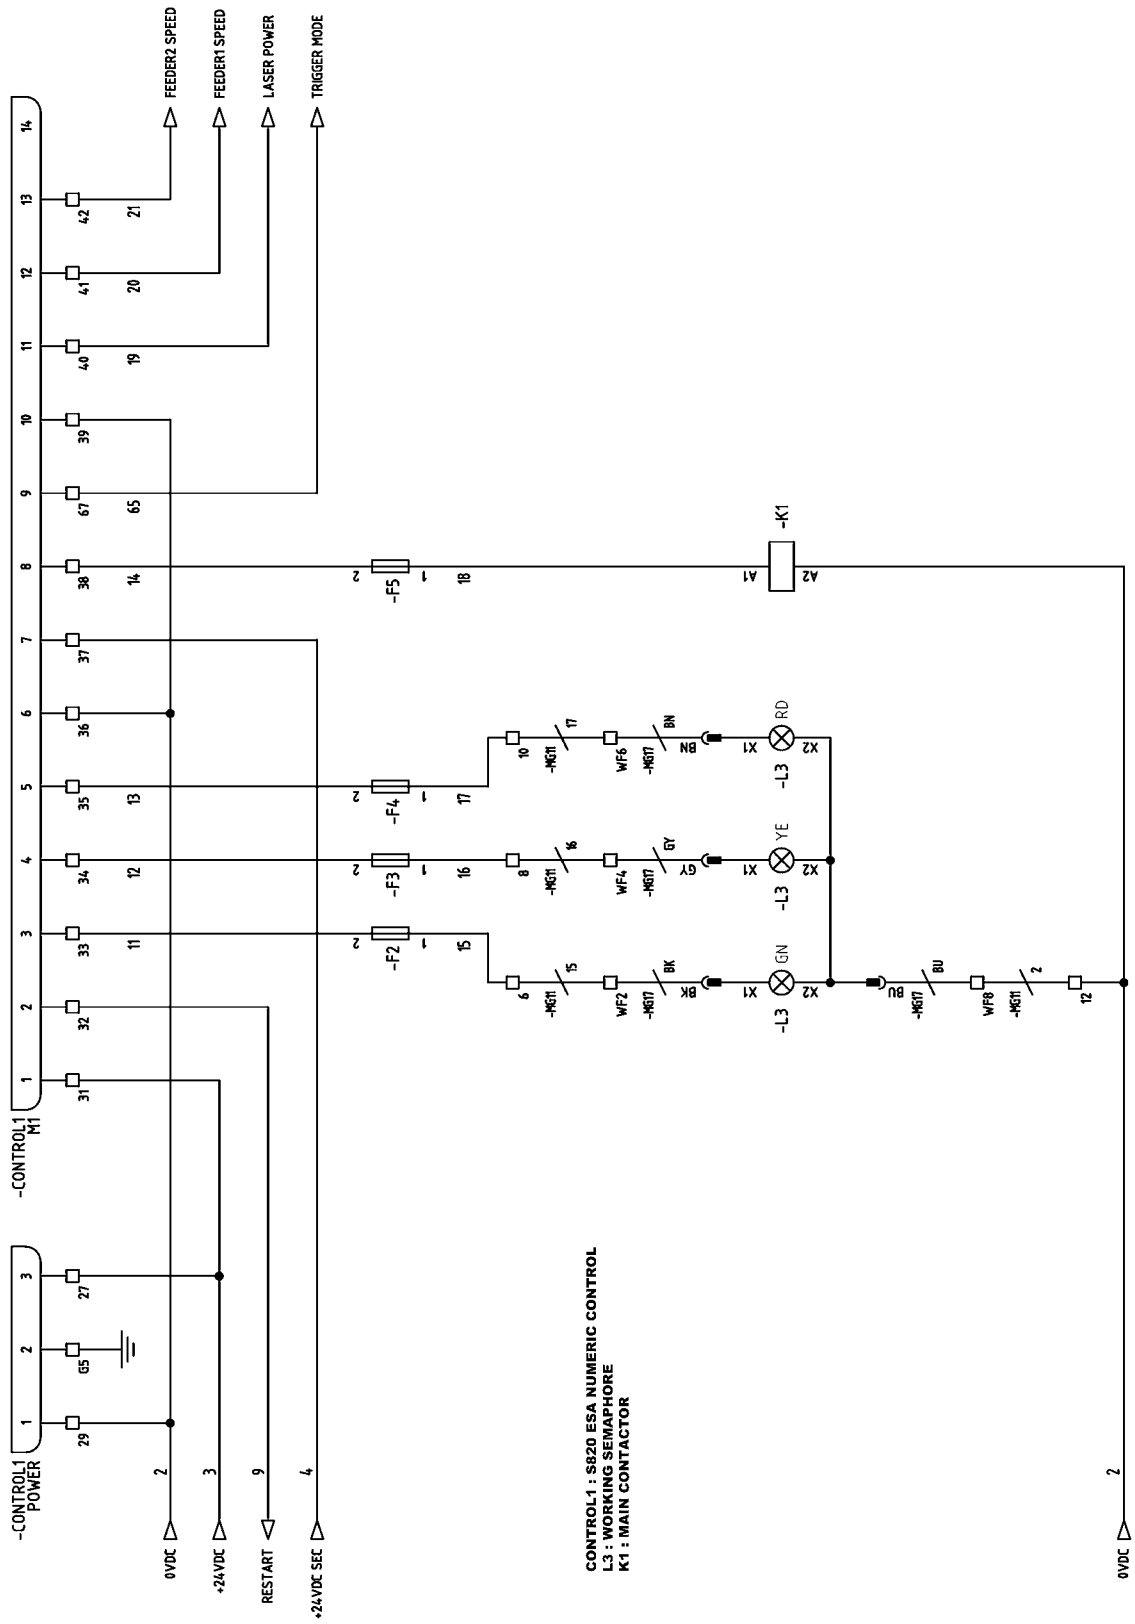 -CONTROL1
POWER
1
2
3
29
G5
27
-CONTROL1
M1
1
2
3
4
5
6
7
8
9
10
11
12
13
14
31
32
33
34
35
36
37
38
67
39
40
41
42
11
12
13
14
65
19
20
21
0VDC
2
FEEDER2 SPEED
+24VDC
3
FEEDER1 SPEED
RESTART
9
LASER POWER
+24VDC SEC
4
TRIGGER MODE
2
2
2
2
-F2
-F3
-F4
-F5
1
1
1
1
15
16
17
18
6
8
10
-MG11
15
-MG11
16
-MG11
17
WF2
WF4
WF6
-MG17
BK
-MG17
GY
-MG17
BN
BK
GY
BN
X1
X1
X1
A1
-L3
GN
-L3
YE
-L3
RD
-K1
X2
X2
X2
A2
BU
-MG17
BU
WF8
-MG11
2
12
0VDC
2
CONTROL1 : S820 ESA NUMERIC CONTROL
L3 : WORKING SEMAPHORE
K1 : MAIN CONTACTOR